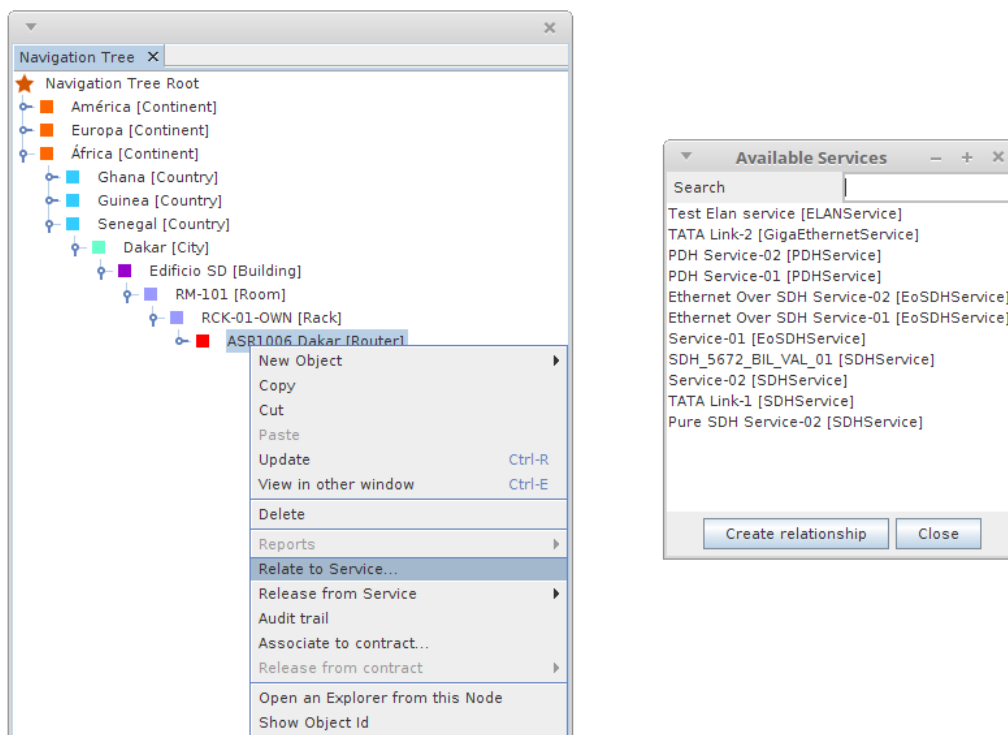 Navigation Tree X
Navigation Tree Root
América [Continent]
Europa [Continent]
África [Continent]
Ghana [Country]
Guinea [Country]
Senegal [Country]
Dakar [City]
Edificio SD [Building]
RM-101 [Room]
RCK-01-OWN [Rack]
ASR1006 Dakar [Router]
New Object
Copy
Cut
Paste
Update Ctrl-R
View in other window Ctrl-E
Delete
Reports
Relate to Service...
Release from Service
Audit trail
Associate to contract...
Release from contract
Open an Explorer from this Node
Show Object Id
Available Services
Search
Test Elan service [ELANService]
TATA Link-2 [GigaEthernetService]
PDH Service-02 [PDHService]
PDH Service-01 [PDHService]
Ethernet Over SDH Service-02 [EoSDHService]
Ethernet Over SDH Service-01 [EoSDHService]
Service-01 [EoSDHService]
SDH_5672_BIL_VAL_01 [SDHService]
Service-02 [SDHService]
TATA Link-1 [SDHService]
Pure SDH Service-02 [SDHService]
Create relationship Close